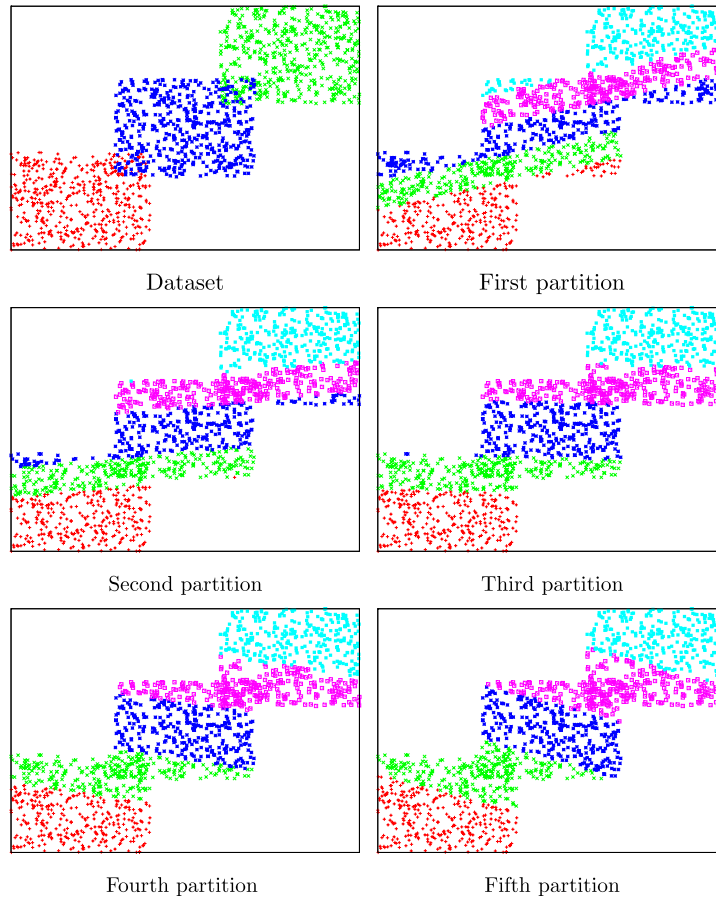 Dataset
First partition
Second partition
Third partition
Fourth partition
Fifth partition